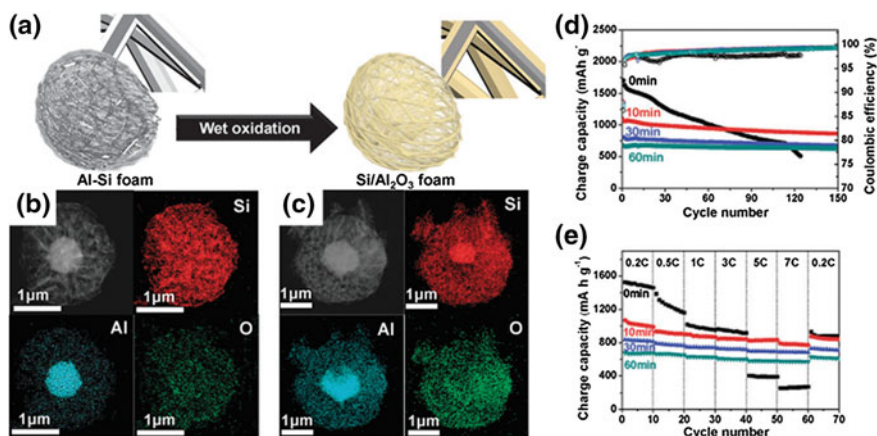 (a)
Wet oxidation
Al-Si foam
Si/Al₂O₃ foam
(b)
Si
1μm
1μm
Al
O
1μm
1μm
(c)
Si
1μm
1μm
Al
O
1μm
1μm
(d)
Charge capacity (mAh g⁻
2500
2000
1500
1000
500
0
0min
10min
30min
60min
Coulombic efficiency (%)
100
95
90
85
80
75
70
0 30 60 90 120 150
Cycle number
(e)
Charge capacity (mA h g⁻¹)
1600
1200
800
400
0
0.2C 0.5C 1C 3C 5C 7C 0.2C
0min
10min
30min
60min
0 10 20 30 40 50 60 70
Cycle number